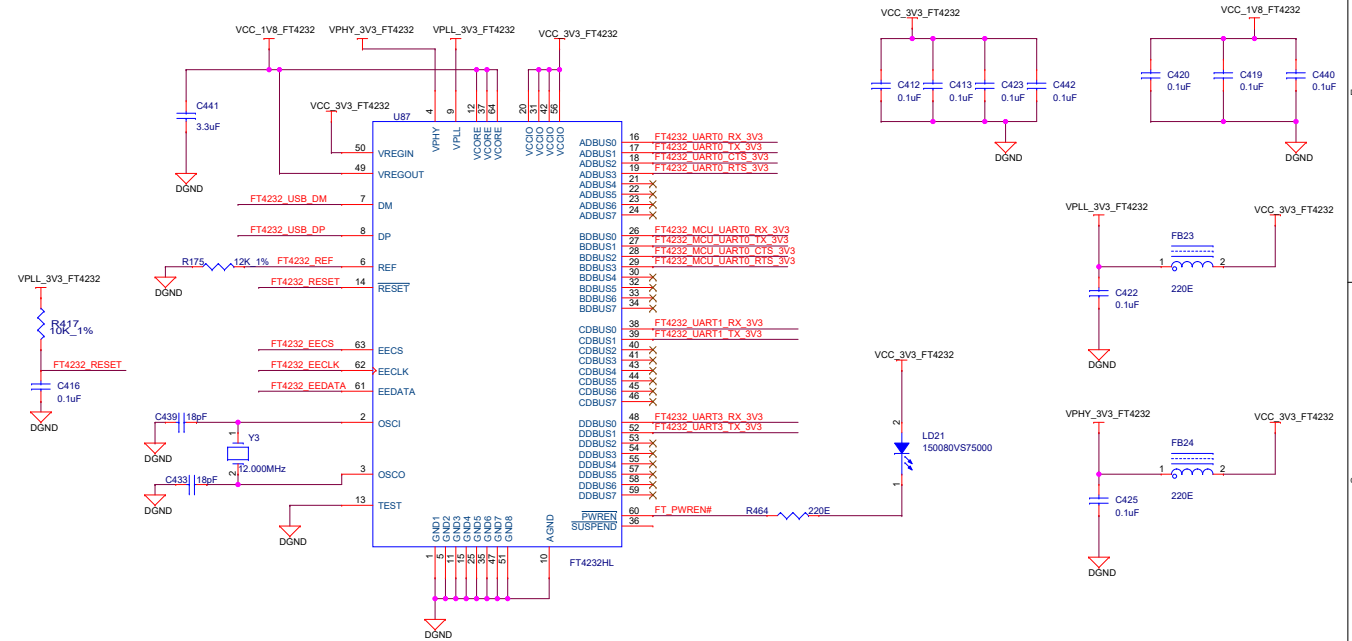 VCC_1V8_FT4232
VPHY_3V3_FT4232
VPLL_3V3_FT4232
VCC_3V3_FT4232
C441
3.3uF
DGND
VCC_3V3_FT4232
U87
4
9
12
37
64
20
31
42
56
VPHY
VPLL
VCORE
VCORE
VCORE
VCCIO
VCCIO
VCCIO
VCCIO
50
VREGIN
49
VREGOUT
FT4232_USB_DM
7
DM
FT4232_USB_DP
8
DP
R175
12K_1%
FT4232_REF
6
REF
DGND
FT4232_RESET
14
RESET
VPLL_3V3_FT4232
R417
10K_1%
FT4232_RESET
C416
0.1uF
DGND
FT4232_EECS
63
EECS
FT4232_EECLK
62
EECLK
FT4232_EEDATA
61
EEDATA
C439
18pF
2
OSCI
DGND
1
Y3
2
12.000MHz
C433
18pF
3
OSCO
DGND
13
TEST
DGND
GND1
GND2
GND3
GND4
GND5
GND6
GND7
GND8
AGND
1
5
11
15
25
35
47
51
10
FT4232HL
DGND
ADBUS0 16 FT4232_UART0_RX_3V3
ADBUS1 17 FT4232_UART0_TX_3V3
ADBUS2 18 FT4232_UART0_CTS_3V3
ADBUS3 19 FT4232_UART0_RTS_3V3
ADBUS4 21
ADBUS5 22
ADBUS6 23
ADBUS7 24
BDBUS0 26 FT4232_MCU_UART0_RX_3V3
BDBUS1 27 FT4232_MCU_UART0_TX_3V3
BDBUS2 28 FT4232_MCU_UART0_CTS_3V3
BDBUS3 29 FT4232_MCU_UART0_RTS_3V3
BDBUS4 30
BDBUS5 32
BDBUS6 33
BDBUS7 34
CDBUS0 38 FT4232_UART1_RX_3V3
CDBUS1 39 FT4232_UART1_TX_3V3
CDBUS2 40
CDBUS3 41
CDBUS4 43
CDBUS5 44
CDBUS6 45
CDBUS7 46
DDBUS0 48 FT4232_UART3_RX_3V3
DDBUS1 52 FT4232_UART3_TX_3V3
DDBUS2 53
DDBUS3 54
DDBUS4 55
DDBUS5 57
DDBUS6 58
DDBUS7 59
PWREN 60 FT_PWREN#
SUSPEND 36
R464
220E
VCC_3V3_FT4232
2
LD21
150080VS75000
1
VCC_3V3_FT4232
C412
0.1uF
C413
0.1uF
C423
0.1uF
C442
0.1uF
DGND
VCC_1V8_FT4232
C420
0.1uF
C419
0.1uF
C440
0.1uF
DGND
VPLL_3V3_FT4232
VCC_3V3_FT4232
FB23
1
2
220E
C422
0.1uF
DGND
VPHY_3V3_FT4232
VCC_3V3_FT4232
FB24
1
2
220E
C425
0.1uF
DGND